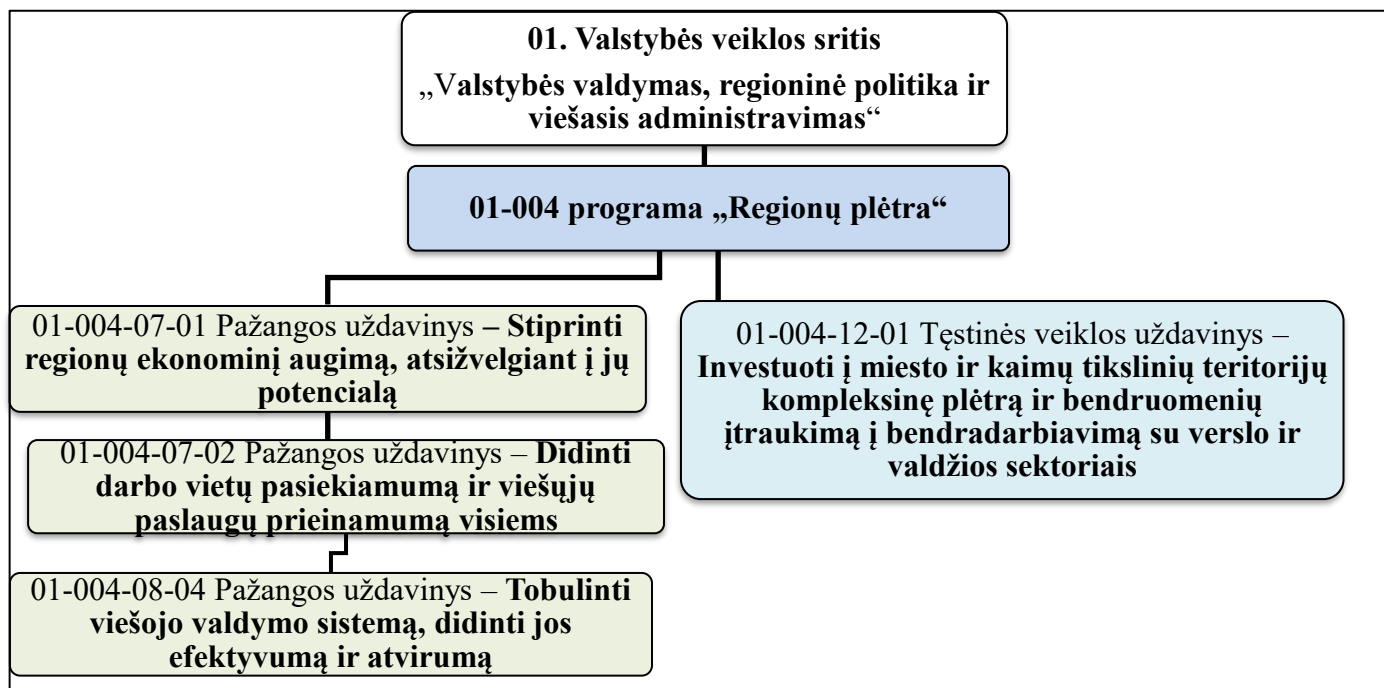 01. Valstybės veiklos sritis
„Valstybės valdymas, regioninė politika ir
viešasis administravimas“
01-004 programa „Regionų plėtra“
01-004-07-01 Pažangos uždavinys – Stiprinti
regionų ekonominį augimą, atsižvelgiant į jų
potencialą
01-004-07-02 Pažangos uždavinys – Didinti
darbo vietų pasiekiamumą ir viešųjų
paslaugų prieinamumą visiems
01-004-08-04 Pažangos uždavinys – Tobulinti
viešojo valdymo sistemą, didinti jos
efektyvumą ir atvirumą
01-004-12-01 Tęstinės veiklos uždavinys –
Investuoti į miesto ir kaimų tikslinių teritorijų
kompleksinę plėtrą ir bendruomenių
įtraukimą į bendradarbiavimą su verslo ir
valdžios sektoriais